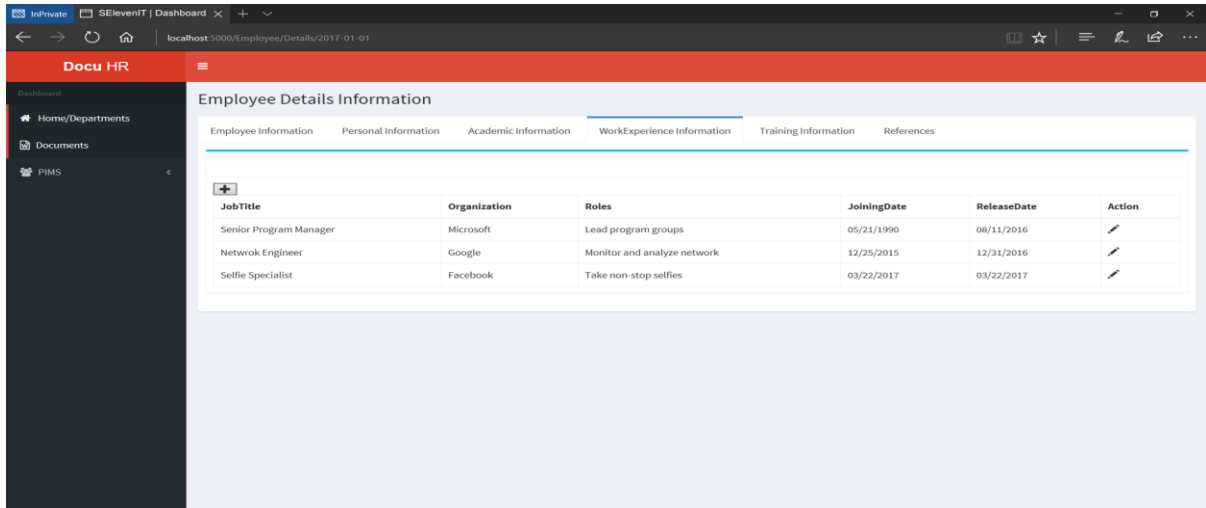 InPrivate SElevenIT | Dashboard
localhost:5000/Employee/Details/2017-01-01
Docu HR
Dashboard
Home/Departments
Documents
PIMS
Employee Details Information
Employee Information Personal Information Academic Information WorkExperience Information Training Information References
JobTitle Organization Roles JoiningDate ReleaseDate Action
Senior Program Manager Microsoft Lead program groups 05/21/1990 08/11/2016
Netwrok Engineer Google Monitor and analyze network 12/25/2015 12/31/2016
Selfie Specialist Facebook Take non-stop selfies 03/22/2017 03/22/2017